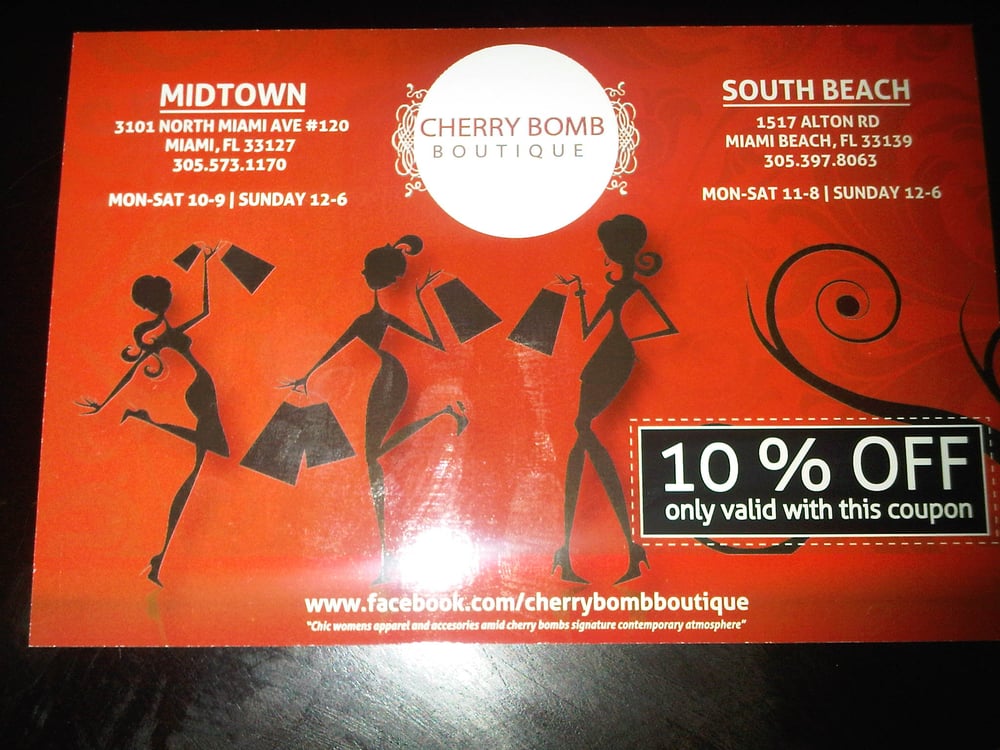 MIDTOWN
3101 NORTH MIAMI AVE #120
MIAMI, FL 33127
305.573.1170
MON-SAT 10-9 | SUNDAY 12-6
CHERRY BOMB
BOUTIQUE
SOUTH BEACH
1517 ALTON RD
MIAMI BEACH, FL 33139
305.397.8063
MON-SAT 11-8 | SUNDAY 12-6
10 % OFF
only valid with this coupon
www.facebook.com/cherrybombboutique
"Chic womens apparel and accesories amid cherry bombs signature contemporary atmosphere"